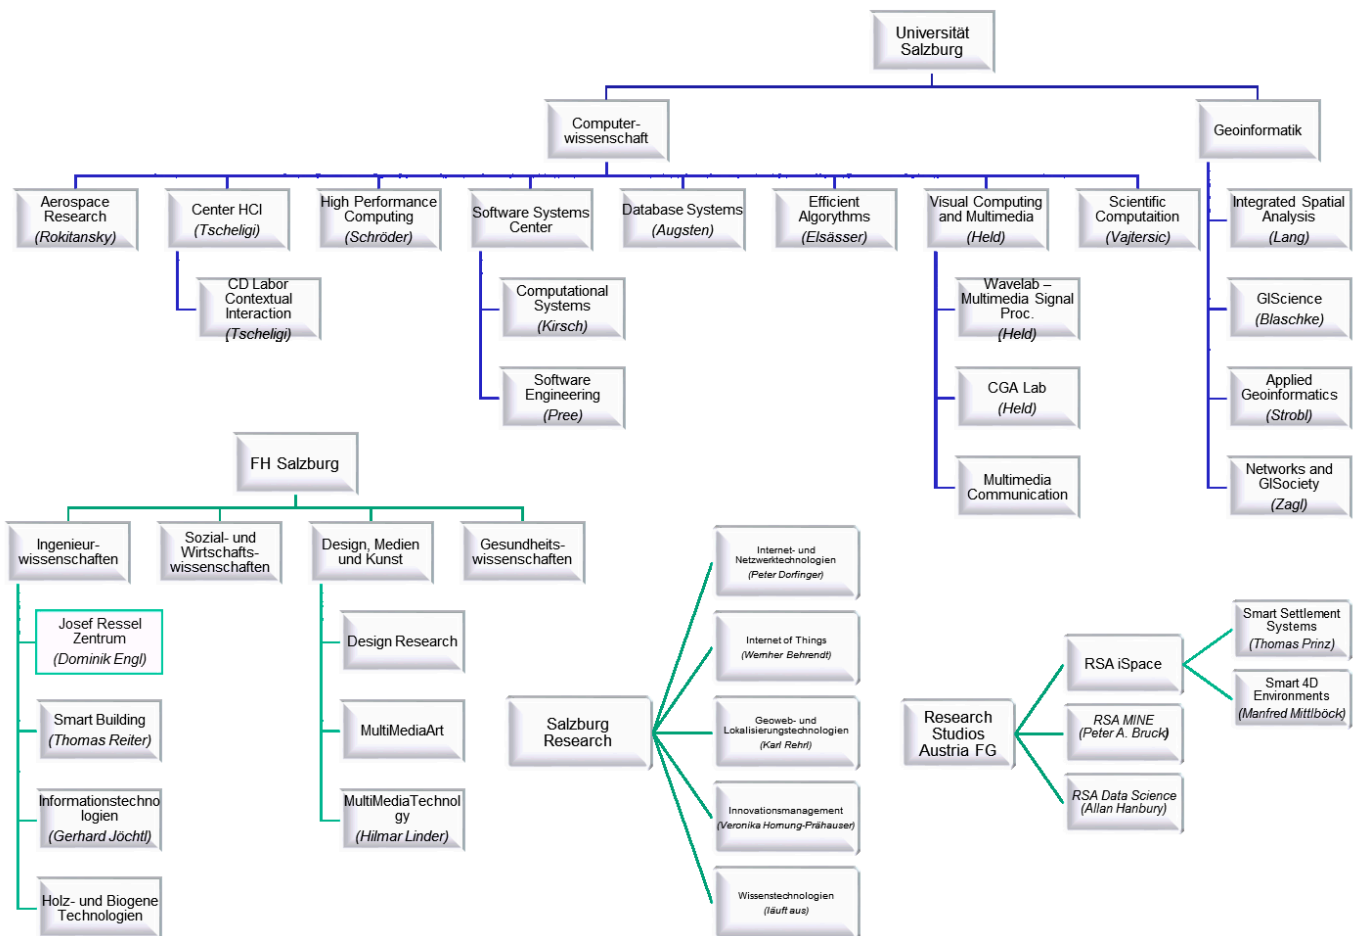 Universität
Salzburg
Computer-
wissenschaft
Geoinformatik
Aerospace
Research
(Rokitansky)
Center HCI
(Tscheligi)
High Performance
Computing
(Schröder)
Software Systems
Center
Database Systems
(Augsten)
Efficient
Algorythms
(Elsässer)
Visual Computing
and Multimedia
(Held)
Scientific
Computaition
(Vajtersic)
Integrated Spatial
Analysis
(Lang)
CD Labor
Contextual
Interaction
(Tscheligi)
Computational
Systems
(Kirsch)
Wavelab –
Multimedia Signal
Proc.
(Held)
GIScience
(Blaschke)
Software
Engineering
(Pree)
CGA Lab
(Held)
Applied
Geoinformatics
(Strobl)
Multimedia
Communication
Networks and
GISociety
(Zagl)
FH Salzburg
Ingenieur-
wissenschaften
Sozial- und
Wirtschafts-
wissenschaften
Design, Medien
und Kunst
Gesundheits-
wissenschaften
Josef Ressel
Zentrum
(Dominik Engl)
Design Research
Smart Building
(Thomas Reiter)
MultiMediaArt
Informationstechno
logien
(Gerhard Jöchtl)
MultiMediaTechnol
gy
(Hilmar Linder)
Holz- und Biogene
Technologien
Salzburg
Research
Internet- und
Netzwerktechnologien
(Peter Dorfinger)
Internet of Things
(Wernher Behrendt)
Geoweb- und
Lokalisierungstechnologien
(Karl Rehrl)
Innovationsmanagement
(Veronika Hornung-Prähauser)
Wissenstechnologien
(läuft aus)
Research
Studios
Austria FG
RSA iSpace
Smart Settlement
Systems
(Thomas Prinz)
Smart 4D
Environments
(Manfred Mittlböck)
RSA MINE
(Peter A. Bruck)
RSA Data Science
(Allan Hanbury)